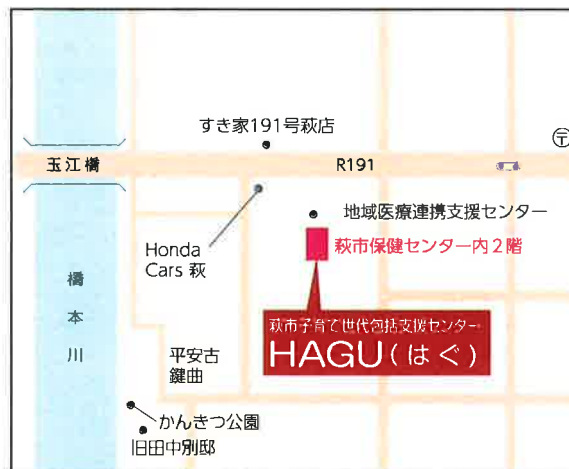 すき家191号萩店
〒
玉江橋
R191
地域医療連携支援センター
萩市保健センター内2階
Honda
Cars 萩
橋本川
萩市子育て世代包括支援センター
HAGU(はぐ)
平安古
鍵曲
かんきつ公園
旧田中別邸